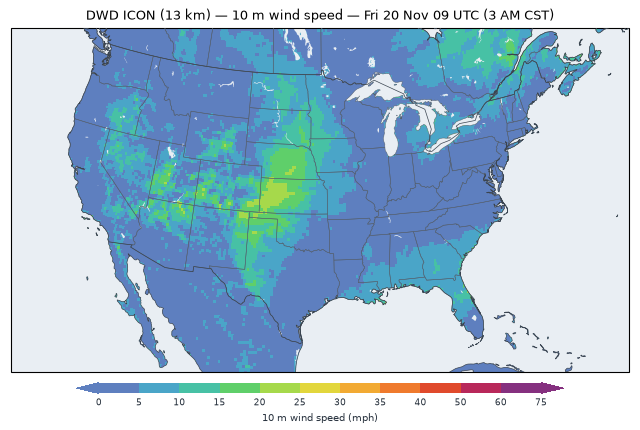 DWD ICON (13 km) — 10 m wind speed — Fri 20 Nov 09 UTC (3 AM CST)
0 5 10 15 20 25 30 35 40 50 60 75
10 m wind speed (mph)